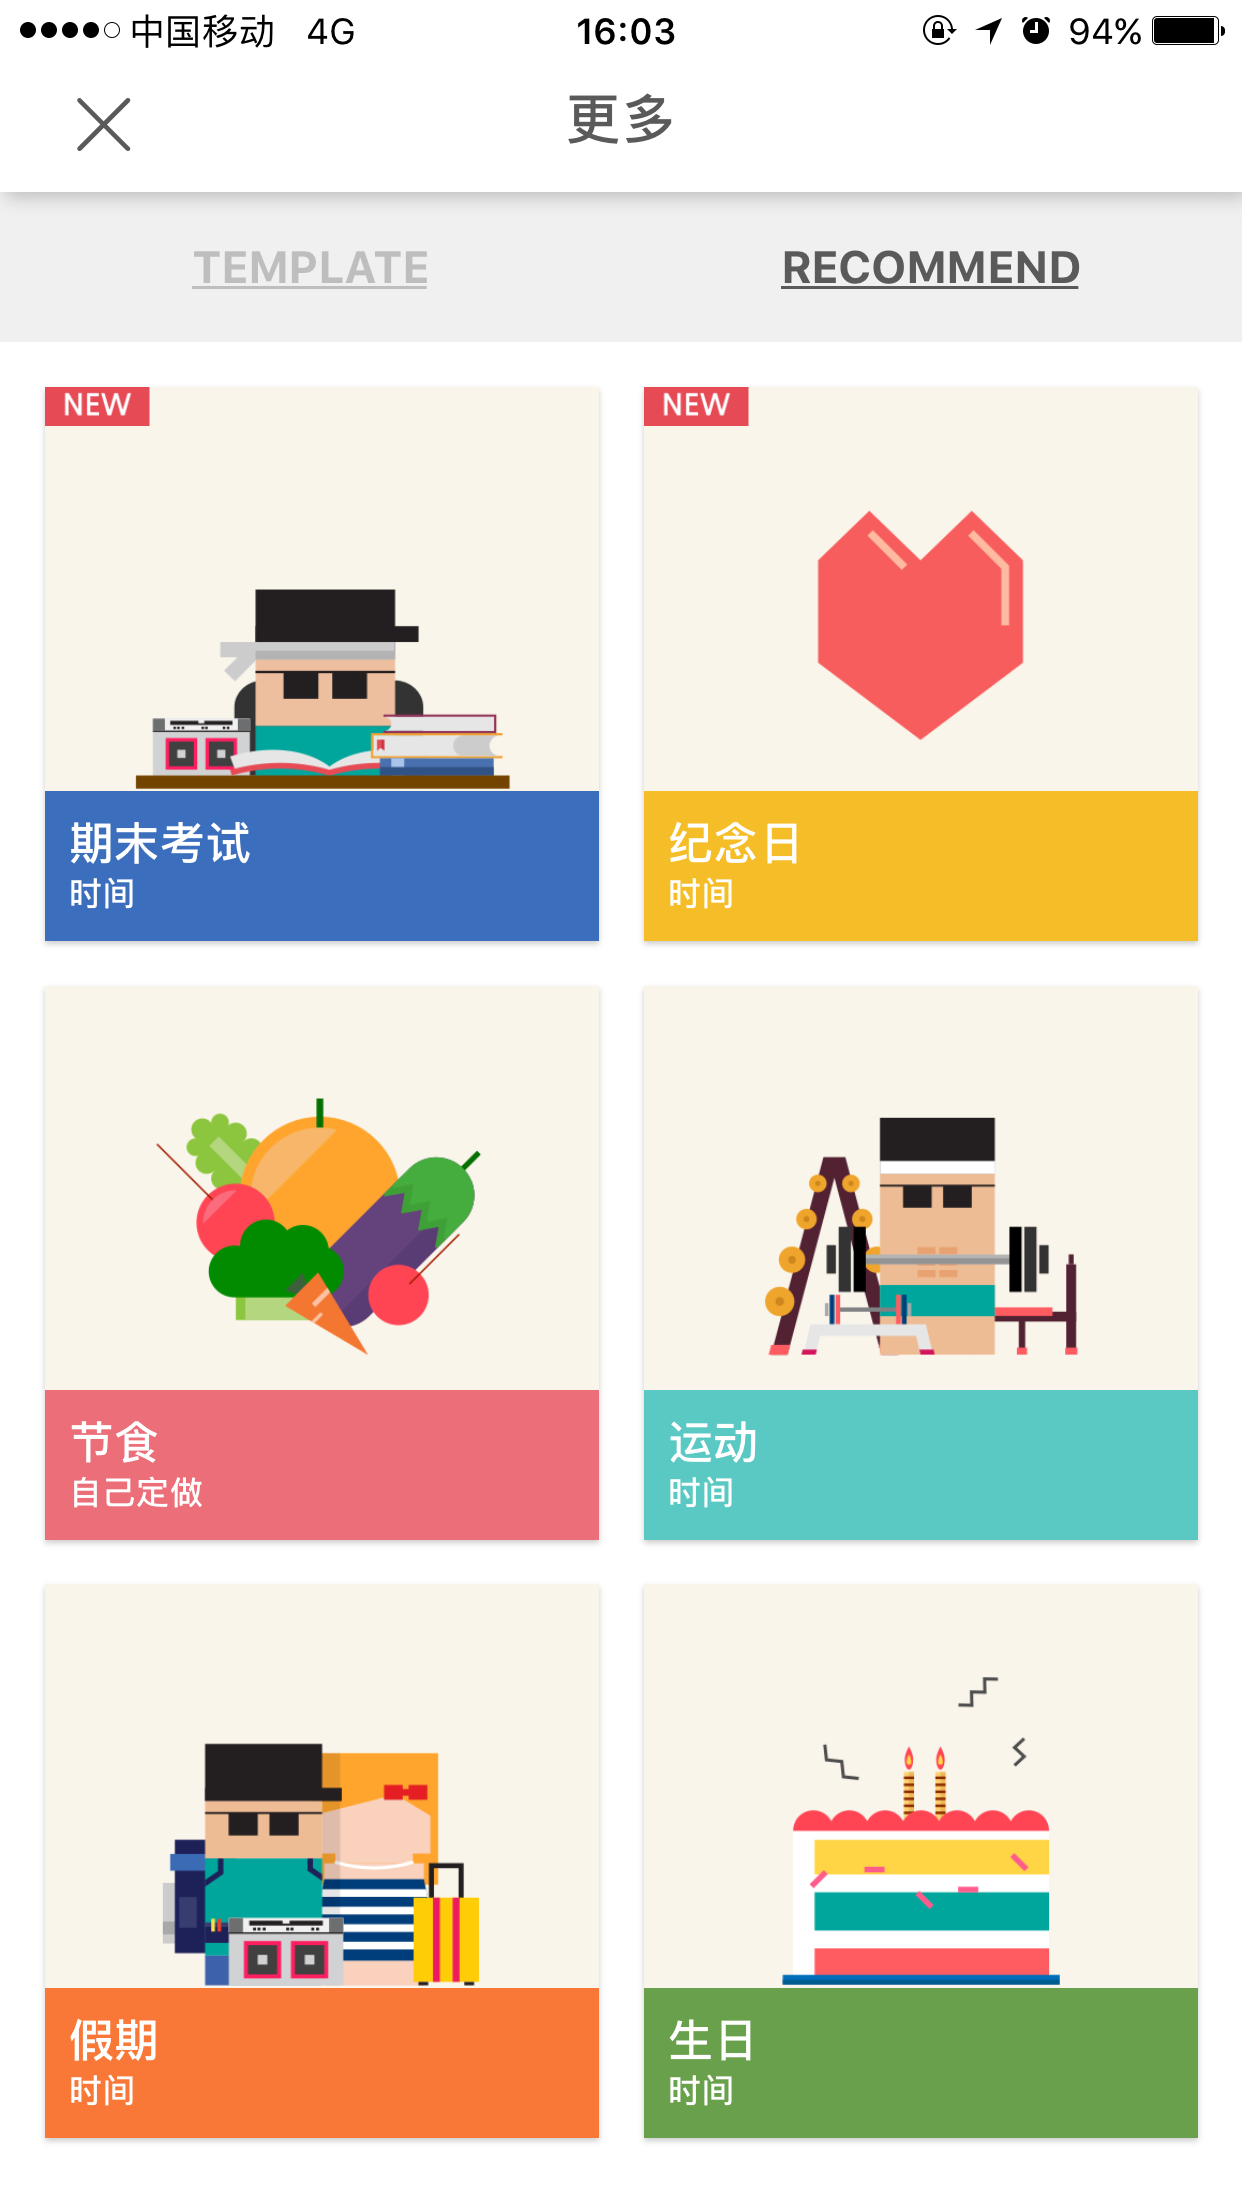 中国移动 4G 16:03 94%
更多
TEMPLATE RECOMMEND
NEW NEW
期末考试
时间
纪念日
时间
节食
自己定做
运动
时间
假期
时间
生日
时间